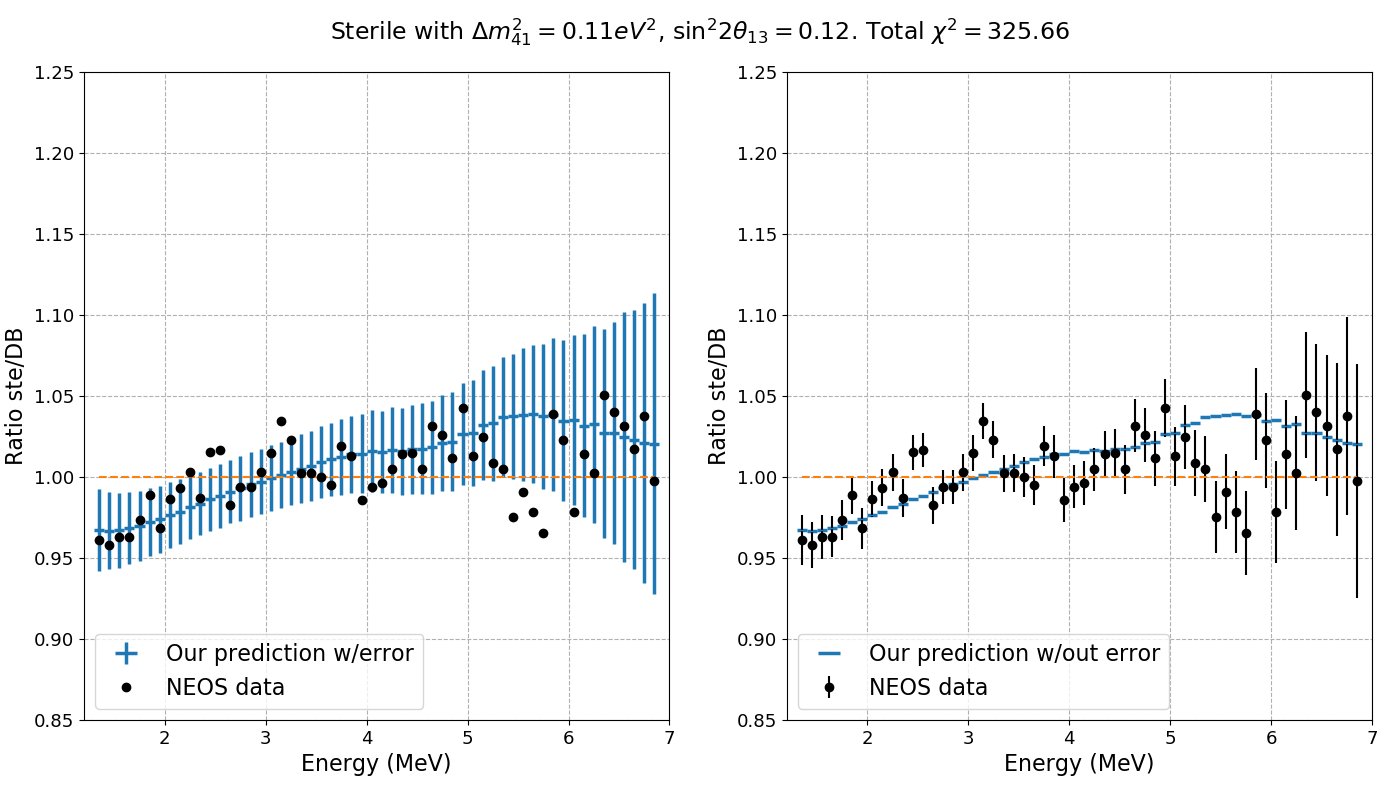 Sterile with Δm²₄₁ = 0.11eV², sin²2θ₁₃ = 0.12. Total χ² = 325.66
Ratio ste/DB
1.25
1.20
1.15
1.10
1.05
1.00
0.95
0.90
0.85
Our prediction w/error
NEOS data
2 3 4 5 6 7
Energy (MeV)
Ratio ste/DB
1.25
1.20
1.15
1.10
1.05
1.00
0.95
0.90
0.85
Our prediction w/out error
NEOS data
2 3 4 5 6 7
Energy (MeV)